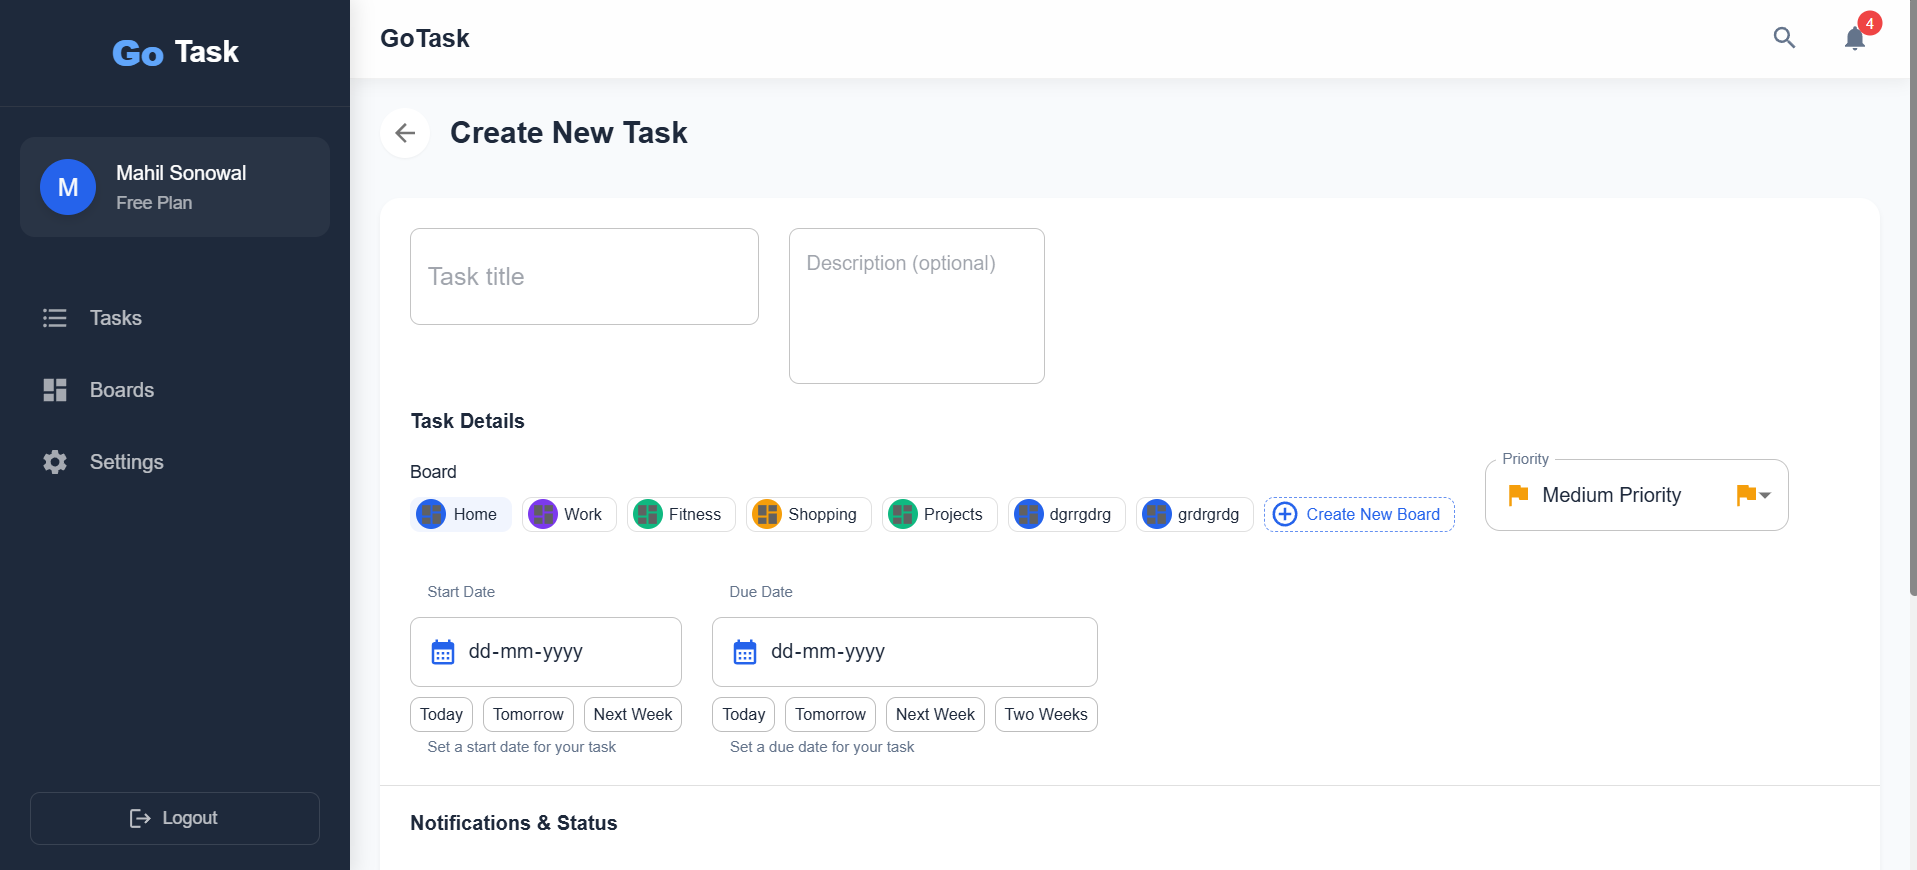 Go Task
GoTask
4
Create New Task
M
Mahil Sonowal
Free Plan
Tasks
Boards
Settings
Logout
Task title
Description (optional)
Task Details
Board
Home
Work
Fitness
Shopping
Projects
dgrrgdrg
grdrgrdg
Create New Board
Priority
Medium Priority
Start Date
dd-mm-yyyy
Today
Tomorrow
Next Week
Set a start date for your task
Due Date
dd-mm-yyyy
Today
Tomorrow
Next Week
Two Weeks
Set a due date for your task
Notifications & Status